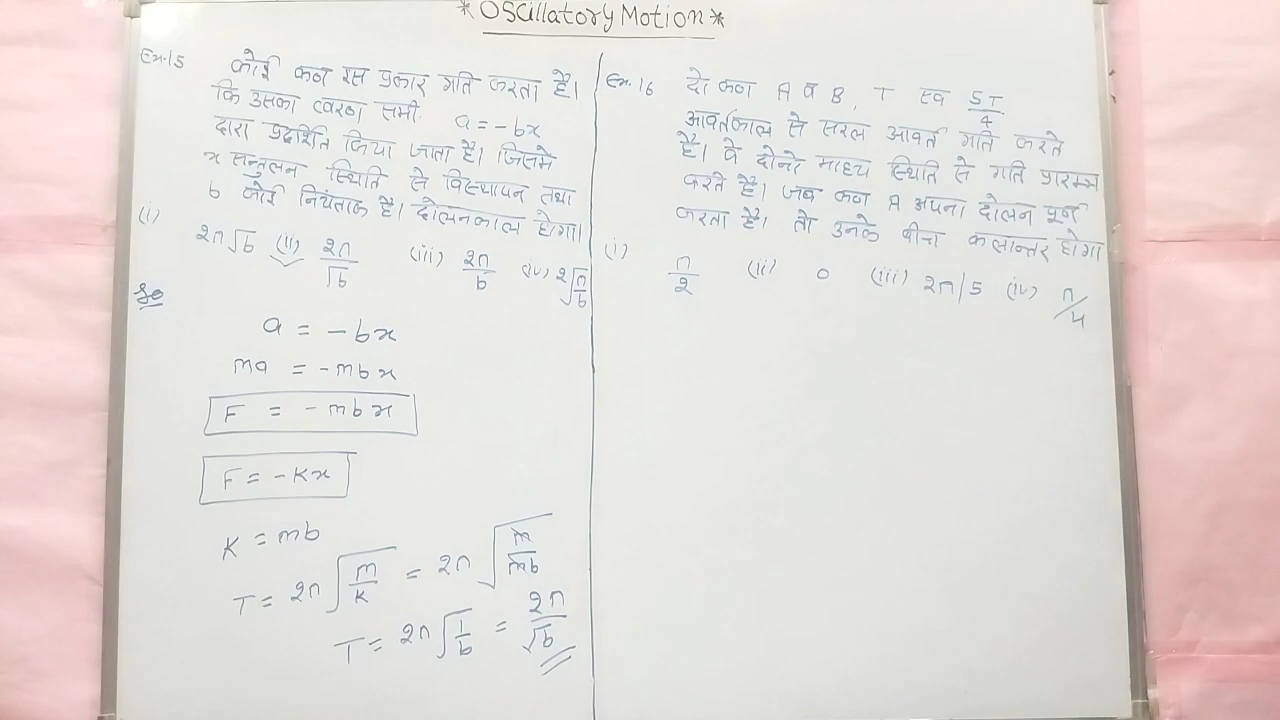 *Oscillatory Motion*
Ex.15 कोई कण इस प्रकार गति करता है।
कि उसका त्वरण समी. a = -bx
द्वारा प्रदर्शित किया जाता है। जिसमे
x सन्तुलन स्थिति से विस्थापन तथा
b कोई नियंताक है। दोलनकाल होगा।
(i) 2π√b (ii) 2π/√b (iii) 2π/b (iv) 2√π/b
So
a = -bx
ma = -mbx
F = -mbx
F = -Kx
K = mb
T = 2π√m/K = 2π√m/mb
T = 2π√1/b = 2π/√b
Ex. 16 दो कण A व B, T एव 5T/4
आवर्तकाल से सरल आवर्त गति करते
है। वे दोनो माध्य स्थिति से गति प्रारम्भ
करते है। जब कण A अपना दोलन पूर्ण
करता है। तो उनके बीच कलान्तर होगा
(i) π/2 (ii) 0 (iii) 2π/5 (iv) π/4